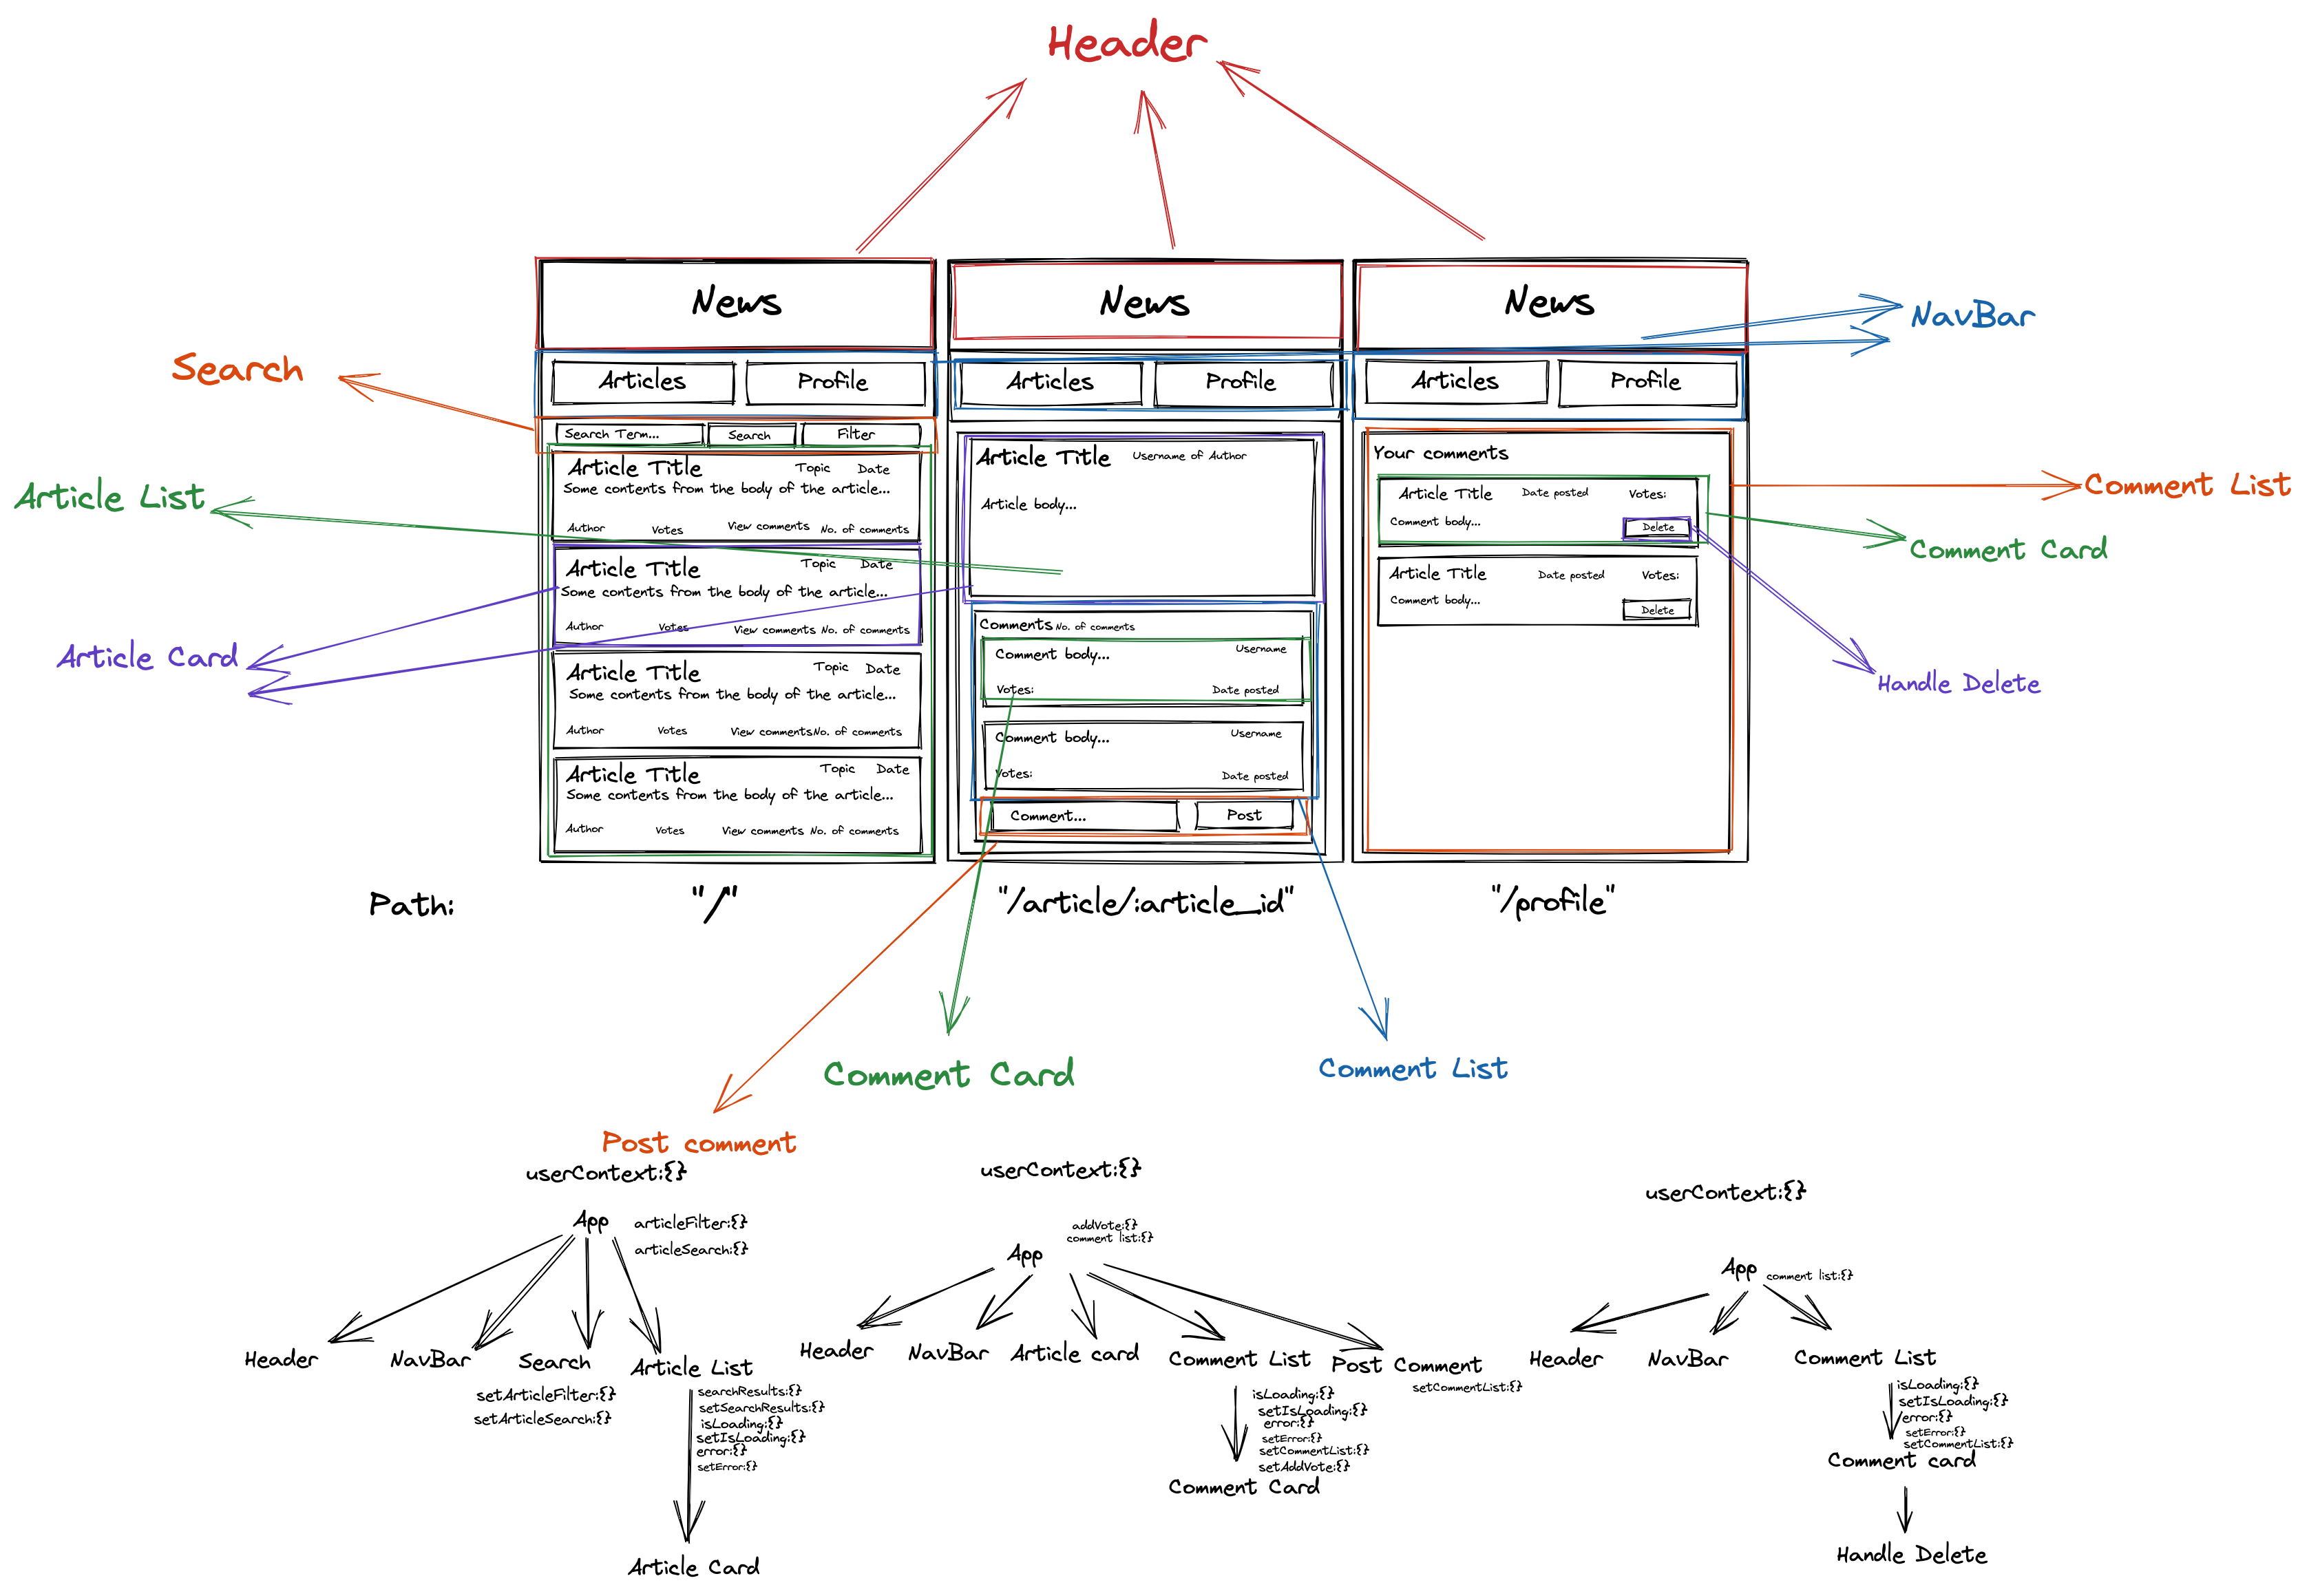 Header
News
News
News
NavBar
Search
Articles
Profile
Articles
Profile
Articles
Profile
Search Term...
Search
Filter
Article List
Article Title
Topic
Date
Some contents from the body of the article...
Author
Votes
View comments
No. of comments
Article Title
Topic
Date
Some contents from the body of the article...
Author
Votes
View comments
No. of comments
Article Card
Article Title
Topic
Date
Some contents from the body of the article...
Author
Votes
View comments
No. of comments
Article Title
Topic
Date
Some contents from the body of the article...
Author
Votes
View comments
No. of comments
Article Title
Username of Author
Article body...
Comments
No. of comments
Comment body...
Username
Votes:
Date posted
Comment body...
Username
Votes:
Date posted
Comment...
Post
Your comments
Article Title
Date posted
Votes:
Comment body...
Delete
Article Title
Date posted
Votes:
Comment body...
Delete
Comment List
Comment Card
Handle Delete
Path:
"/"
"/article/:article_id"
"/profile"
Comment Card
Comment List
Post comment
userContext:{}
App
articleFilter:{}
articleSearch:{}
Header
NavBar
Search
setArticleFilter:{}
setArticleSearch:{}
Article List
searchResults:{}
setSearchResults:{}
isLoading:{}
setIsLoading:{}
error:{}
setError:{}
Article Card
userContext:{}
addVote:{}
comment list:{}
App
Header
NavBar
Article card
Comment List
Post Comment
setCommentList:{}
isLoading:{}
setIsLoading:{}
error:{}
setError:{}
setCommentList:{}
setAddVote:{}
Comment Card
userContext:{}
App
comment list:{}
Header
NavBar
Comment List
isLoading:{}
setIsLoading:{}
error:{}
setError:{}
setCommentList:{}
Comment card
Handle Delete